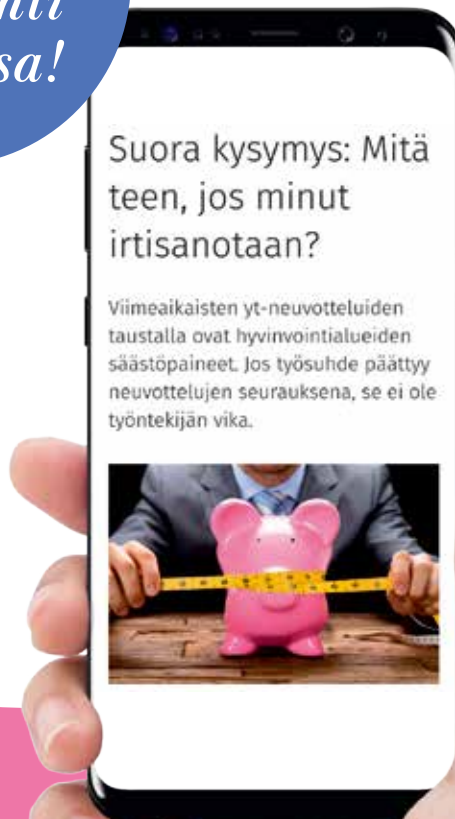 sa!
Suora kysymys: Mitä
teen, jos minut
irtisanotaan?
Viimeaikaisten yt-neuvotteluiden
taustalla ovat hyvinvointialueiden
säästöpaineet. Jos työsuhde päättyy
neuvottelujen seurauksena, se ei ole
työntekijän vika.